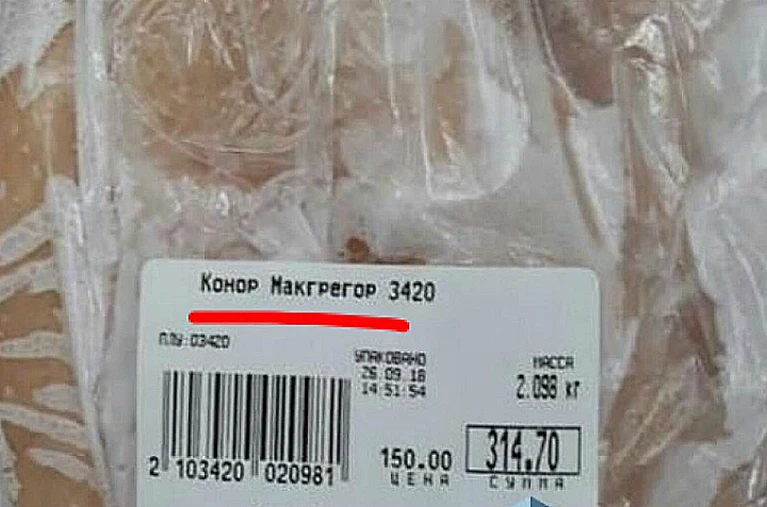 Конор Макгрегор 3420
ПЛУ:03420
УПАКОВАНО
26.09.18
14:51:54
МАССА
2.098 кг
2 103420 020981
150.00
ЦЕНА
314.70
СУММА